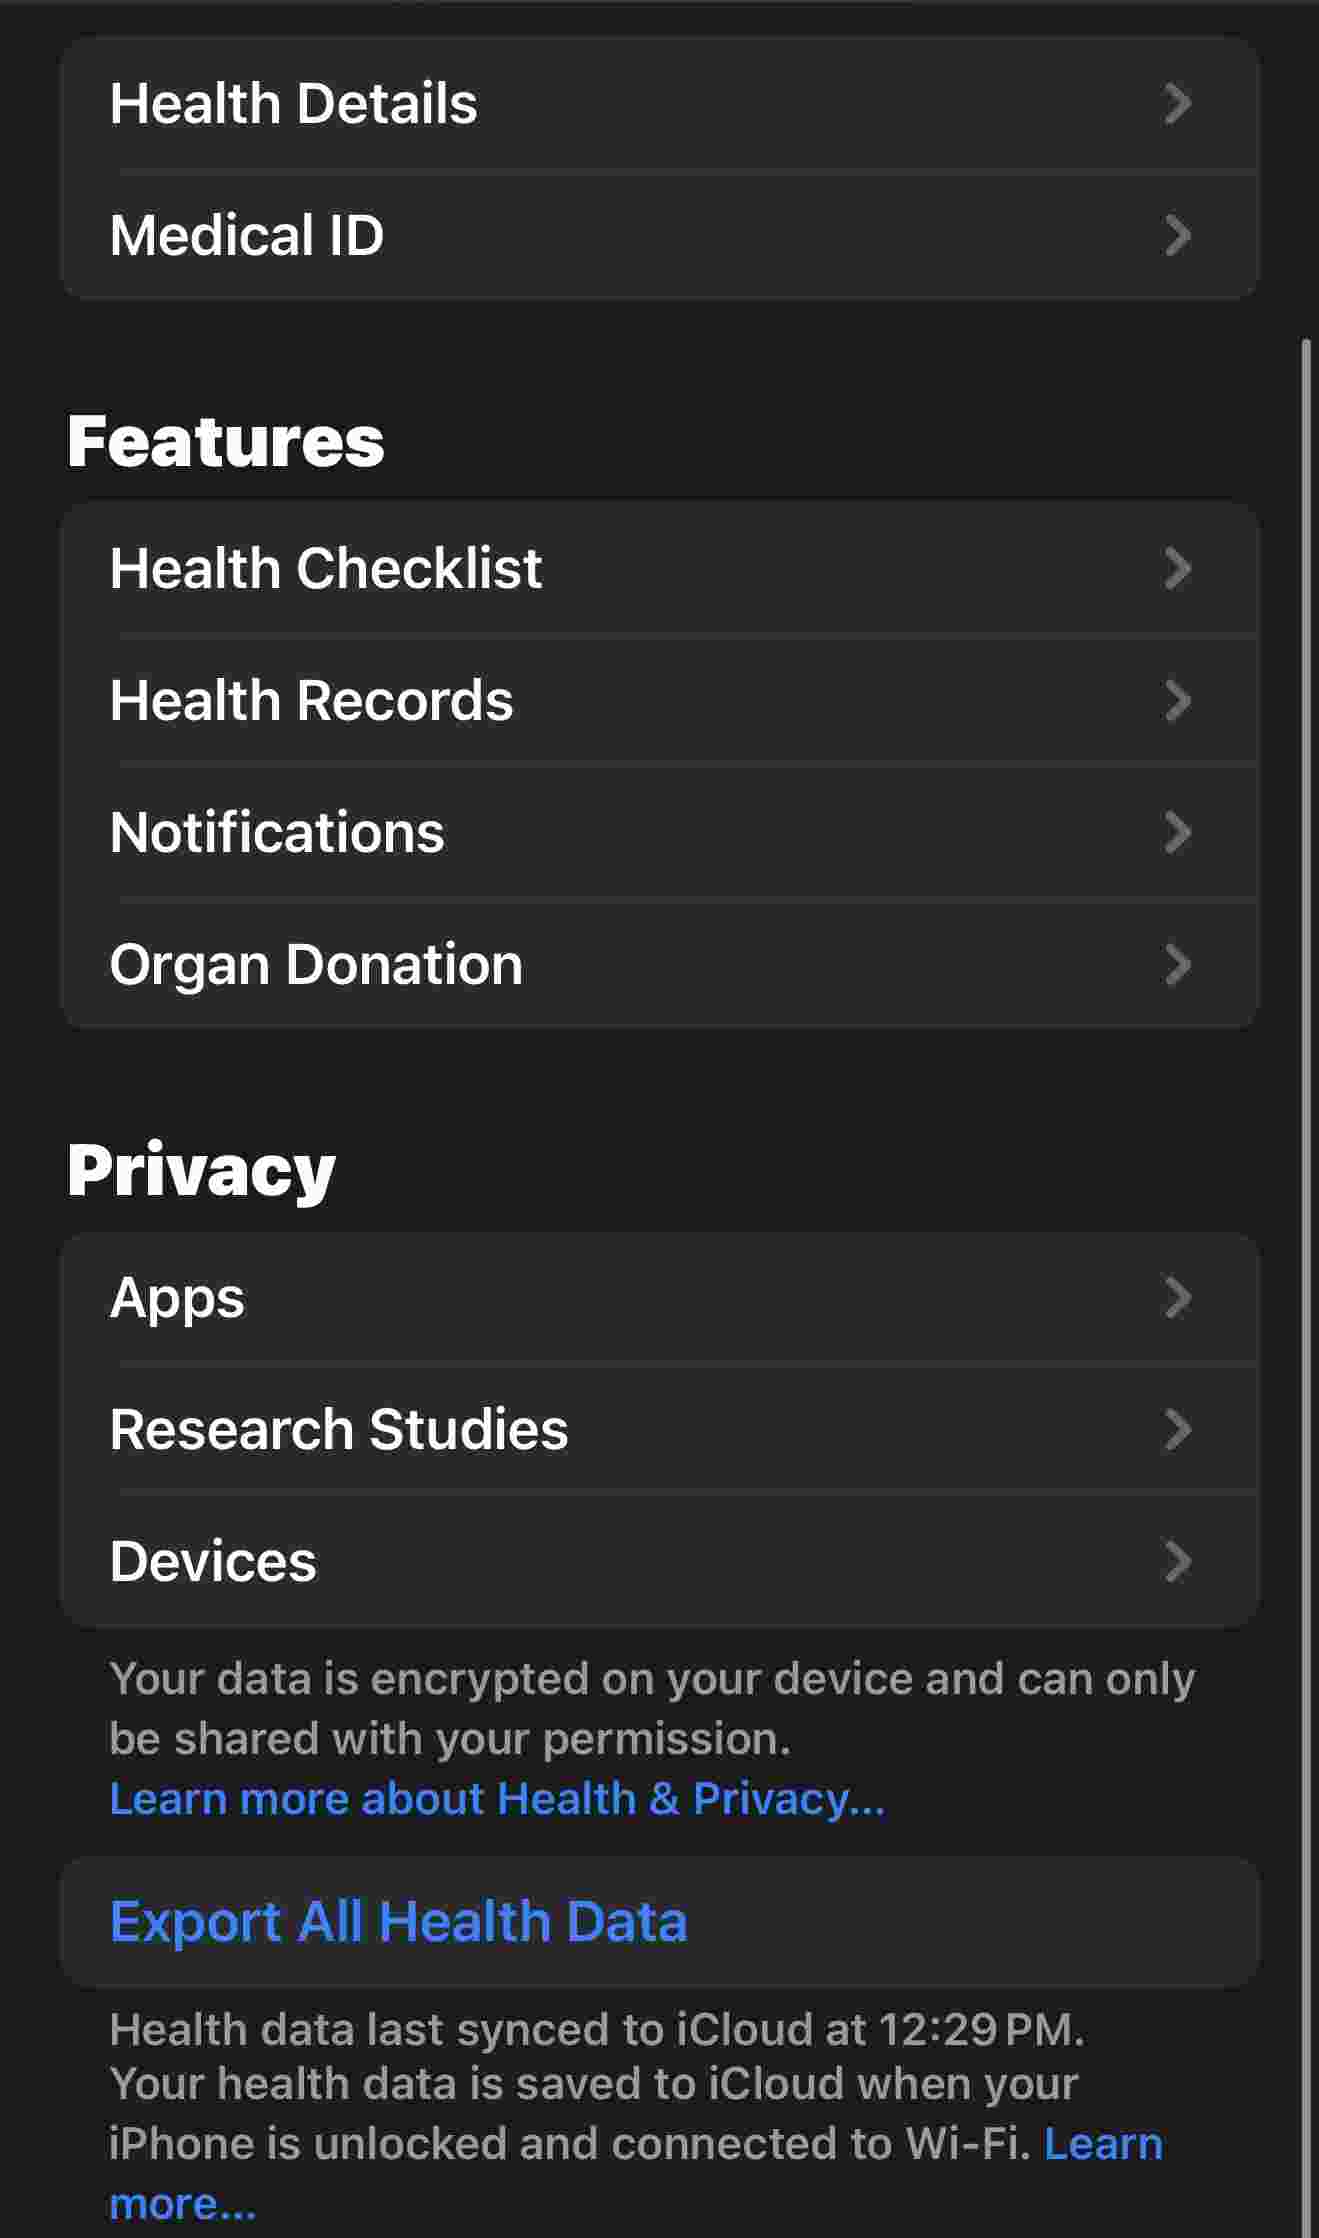 Health Details
Medical ID
Features
Health Checklist
Health Records
Notifications
Organ Donation
Privacy
Apps
Research Studies
Devices
Your data is encrypted on your device and can only
be shared with your permission.
Learn more about Health & Privacy...
Export All Health Data
Health data last synced to iCloud at 12:29 PM.
Your health data is saved to iCloud when your
iPhone is unlocked and connected to Wi-Fi. Learn
more...